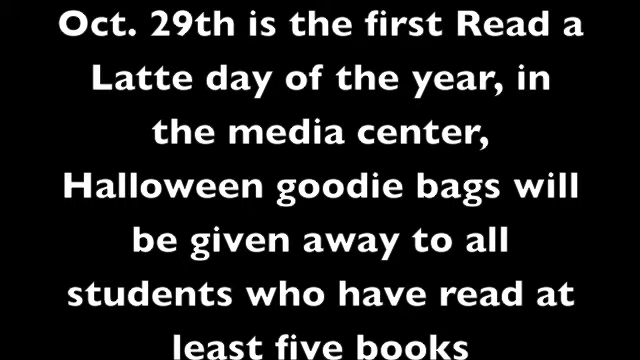 Oct. 29th is the first Read a
Latte day of the year, in
the media center,
Halloween goodie bags will
be given away to all
students who have read at
least five books